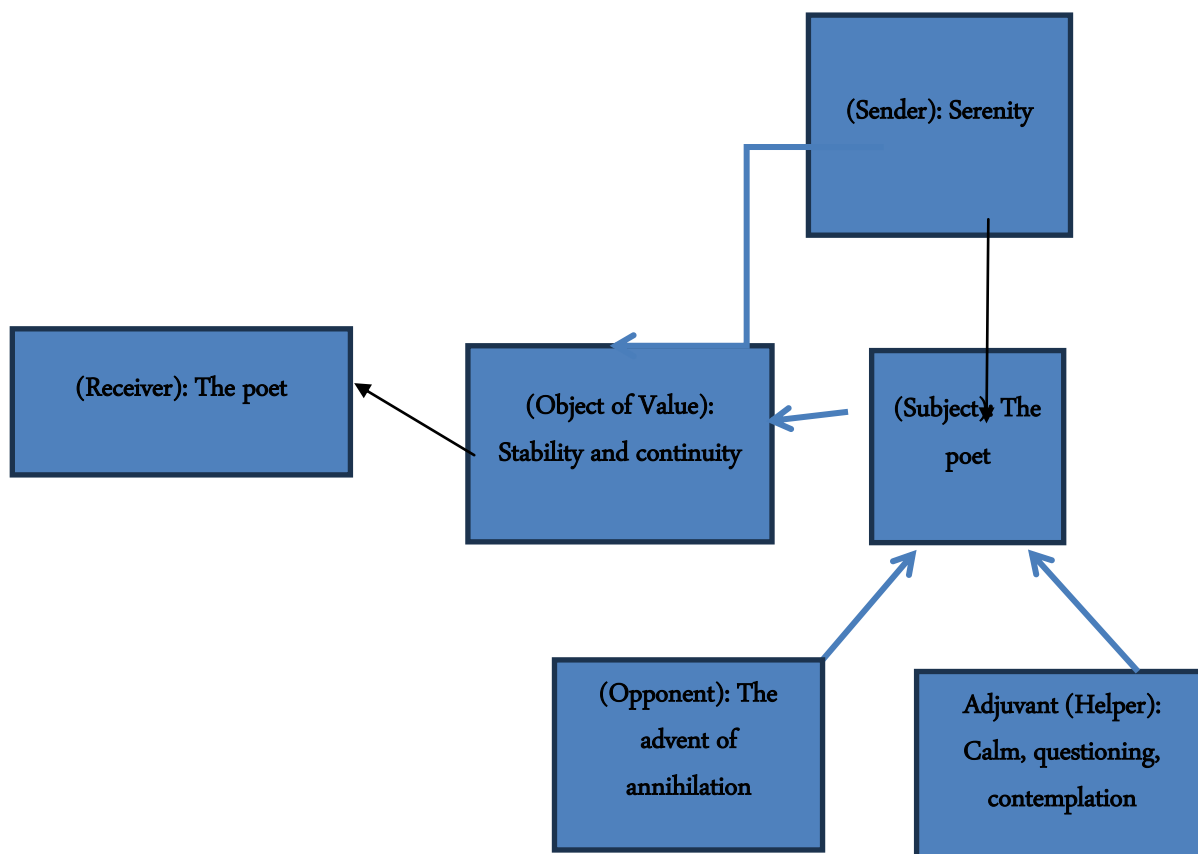 (Sender): Serenity
(Receiver): The poet
(Object of Value):
Stability and continuity
(Subject): The
poet
(Opponent): The
advent of
annihilation
Adjuvant (Helper):
Calm, questioning,
contemplation